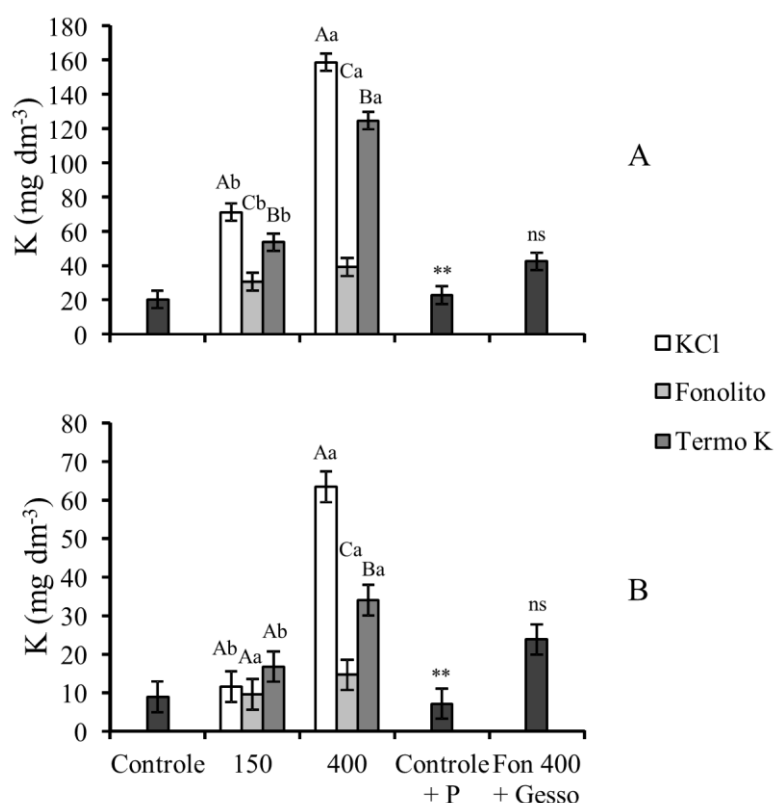 K (mg dm-3)
180
160
140
120
100
80
60
40
20
0
Ab
Cb
Bb
Aa
Ca
Ba
**
ns
A
KCl
Fonolito
Termo K
K (mg dm-3)
80
70
60
50
40
30
20
10
0
Ab
Aa
Ab
Aa
Ca
Ba
**
ns
B
Controle
150
400
Controle
+ P
Fon 400
+ Gesso